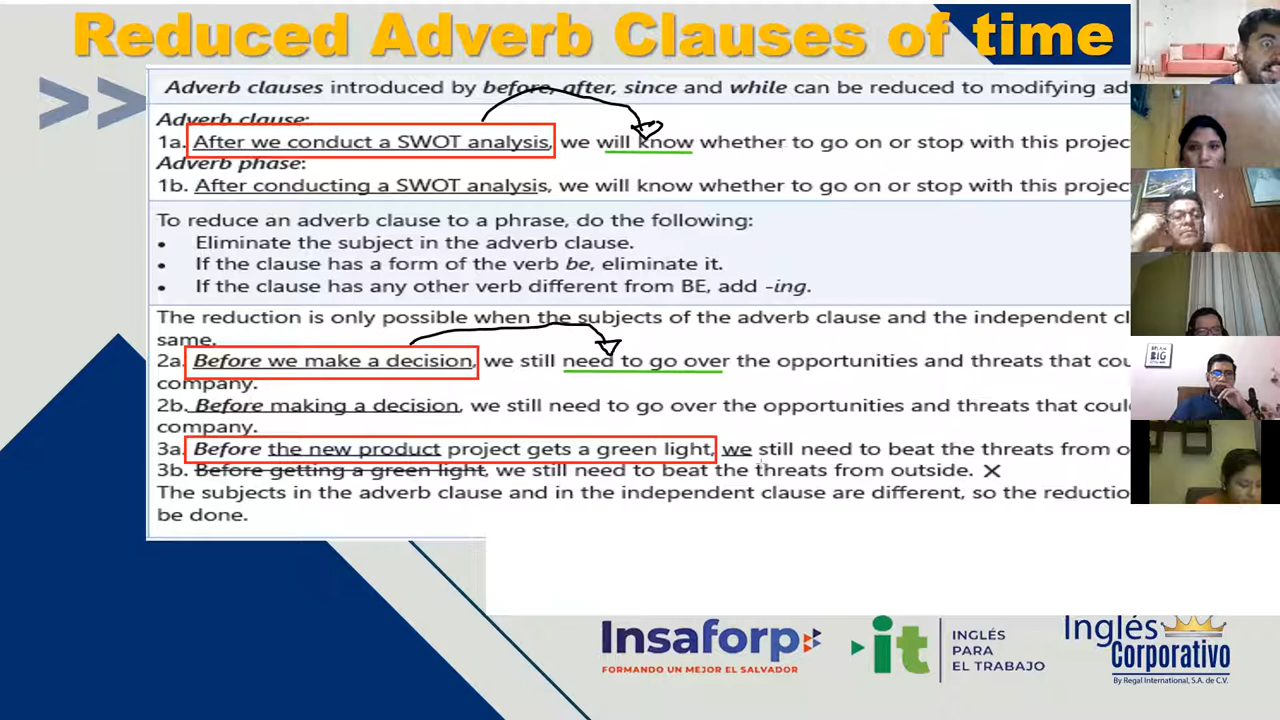 Reduced Adverb Clauses of time
Adverb clauses introduced by before, after, since and while can be reduced to modifying
Adverb clause:
1a. After we conduct a SWOT analysis, we will know whether to go on or stop with this
Adverb phase:
1b. After conducting a SWOT analysis, we will know whether to go on or stop with this
To reduce an adverb clause to a phrase, do the following:
• Eliminate the subject in the adverb clause.
• If the clause has a form of the verb be, eliminate it.
• If the clause has any other verb different from BE, add -ing.
The reduction is only possible when the subjects of the adverb clause and the independent
same.
2a. Before we make a decision, we still need to go over the opportunities and threats that
company.
2b. Before making a decision, we still need to go over the opportunities and threats that
company.
3a. Before the new product project gets a green light, we still need to beat the threats from
3b. Before getting a green light, we still need to beat the threats from outside. X
The subjects in the adverb clause and in the independent clause are different, so the
be done.
BIG
Insaforp
FORMANDO UN MEJOR EL SALVADOR
it
INGLÉS
PARA
EL TRABAJO
Inglés
Corporativo
By Regal International, S.A. de C.V.